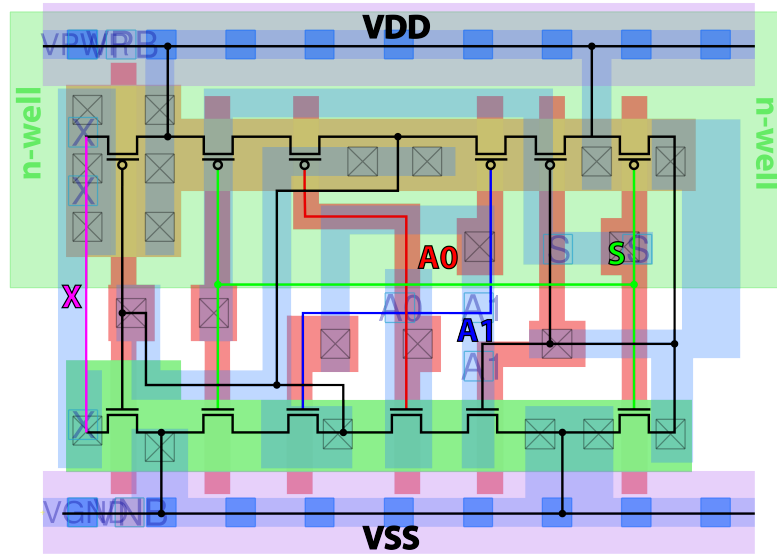 VDD
VPWR VPB
n-well
n-well
X
X
A0
S
S
S
X
A0
A1
A1
A1
X
VGND VNB
VSS